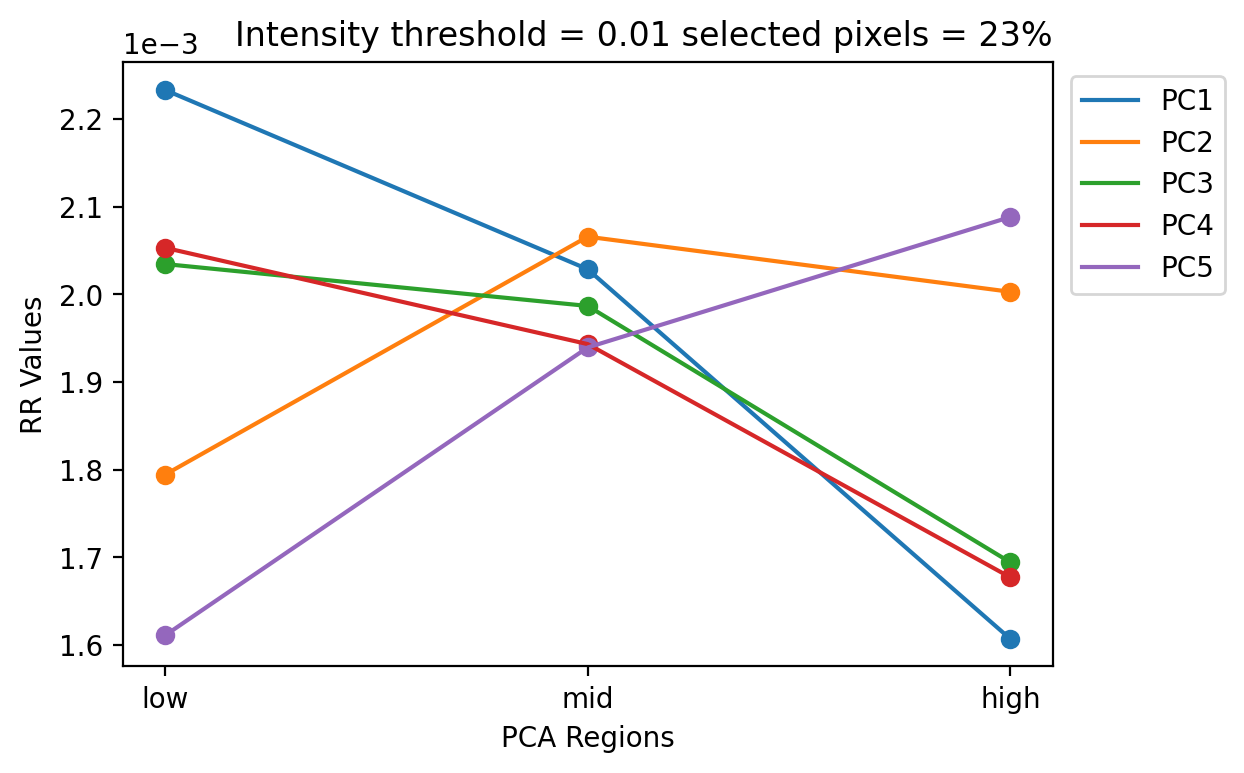 Intensity threshold = 0.01 selected pixels = 23%
1e−3
2.2
2.1
2.0
1.9
1.8
1.7
1.6
RR Values
low
mid
high
PCA Regions
PC1
PC2
PC3
PC4
PC5